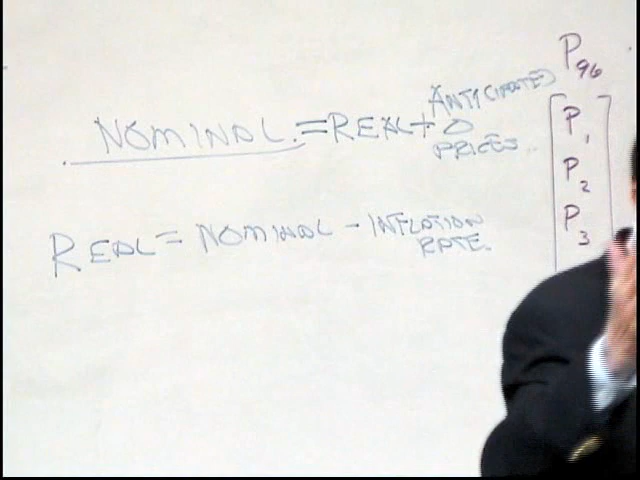 P96
ANTICIPATED
NOMINAL = REAL + Δ
PRICES
P1
P2
P3
REAL = NOMINAL - INFLATION
RATE.